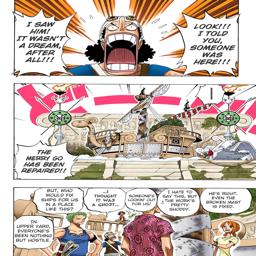 I SAW
HIM!
IT WASN'T
A DREAM,
AFTER
ALL!!!
LOOK!!!
I TOLD
YOU,
SOMEONE
WAS
HERE!!!
THE
MERRY GO
HAS BEEN
REPAIRED!!
BUT, WHO
WOULD FIX
SHIPS FOR US
IN A PLACE
LIKE THIS?
IN
UPPER YARD,
EVERYONE'S
BEEN NOTHING
BUT HOSTILE.
...I
THOUGHT
IT WAS A
GHOST...
SOMEONE'S
LOOKIN' OUT
FOR US!
I HATE TO
SAY THIS, BUT
THE WORK'S
PRETTY
SHODDY.
HE'S RIGHT,
EVEN THE
BROKEN MAST
IS FIXED.